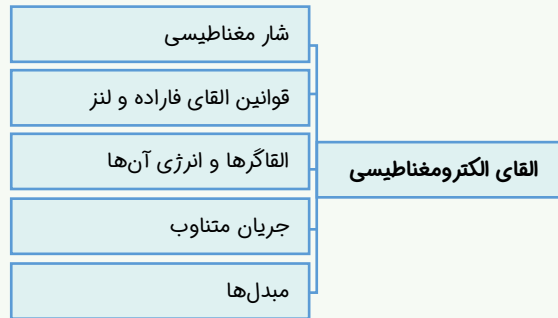 القای الکترومغناطیسی
شار مغناطیسی
قوانین القای فاراده و لنز
القاگرها و انرژی آن‌ها
جریان متناوب
مبدل‌ها